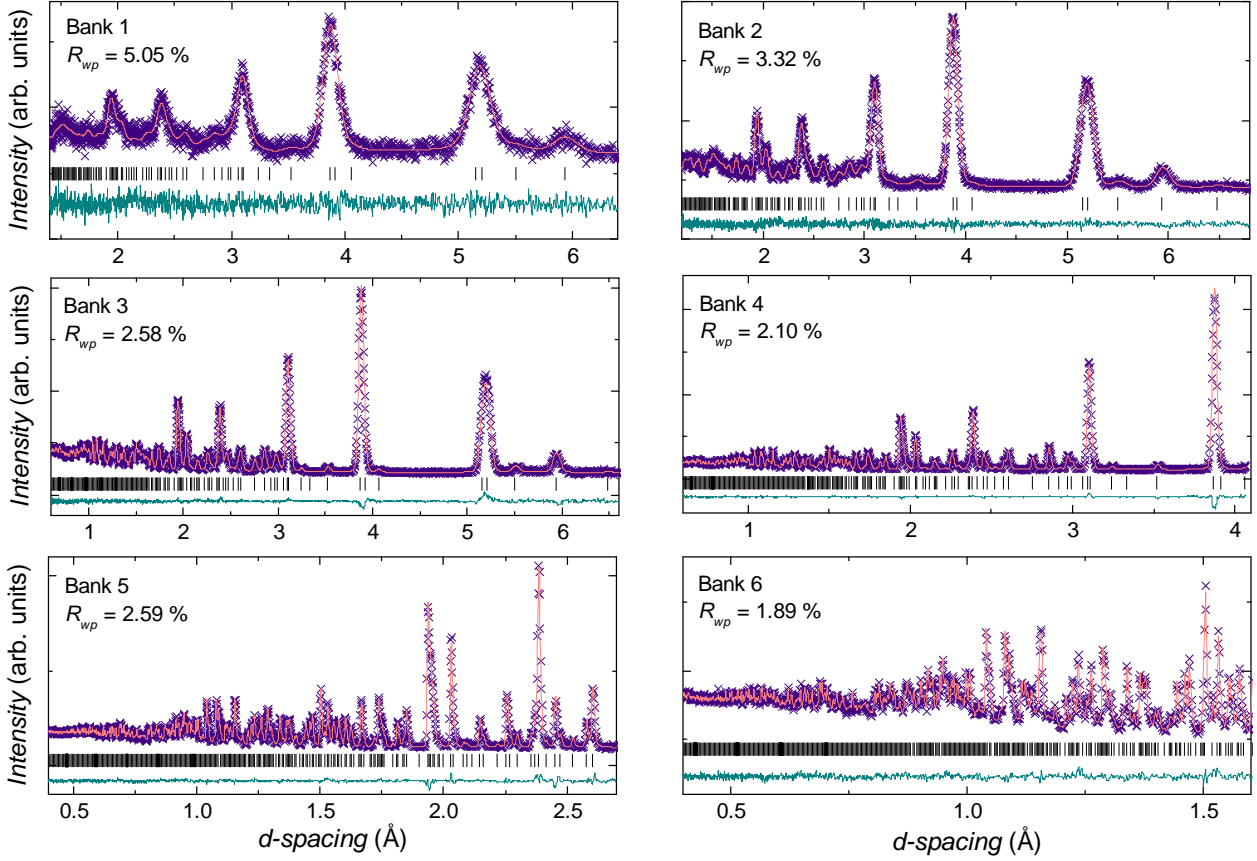 Bank 1
R_wp = 5.05 %
Intensity (arb. units)
2 3 4 5 6
Bank 2
R_wp = 3.32 %
2 3 4 5 6
Bank 3
R_wp = 2.58 %
Intensity (arb. units)
1 2 3 4 5 6
Bank 4
R_wp = 2.10 %
1 2 3 4
Bank 5
R_wp = 2.59 %
Intensity (arb. units)
0.5 1.0 1.5 2.0 2.5
d-spacing (Å)
Bank 6
R_wp = 1.89 %
0.5 1.0 1.5
d-spacing (Å)